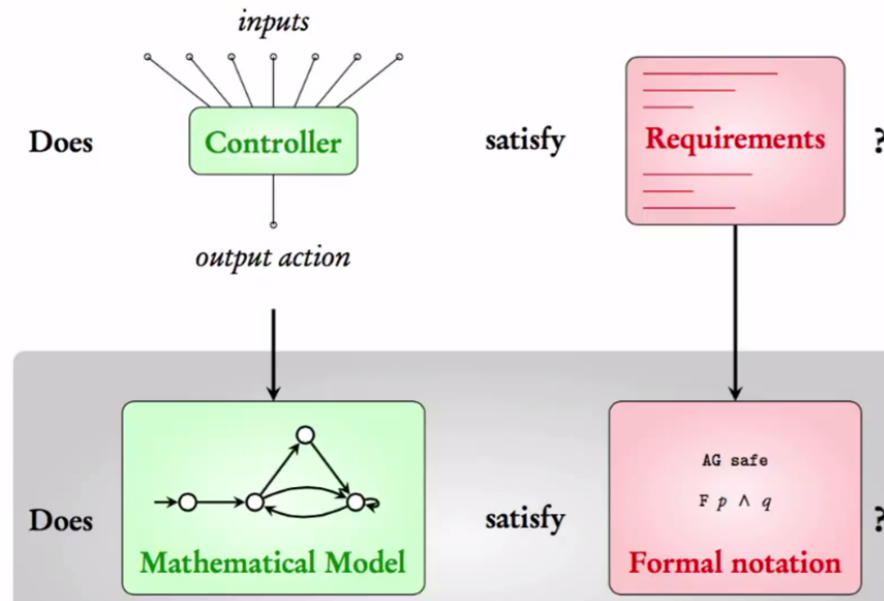 inputs
Does Controller satisfy Requirements ?
output action
AG safe
F p ∧ q
Does satisfy ?
Mathematical Model Formal notation